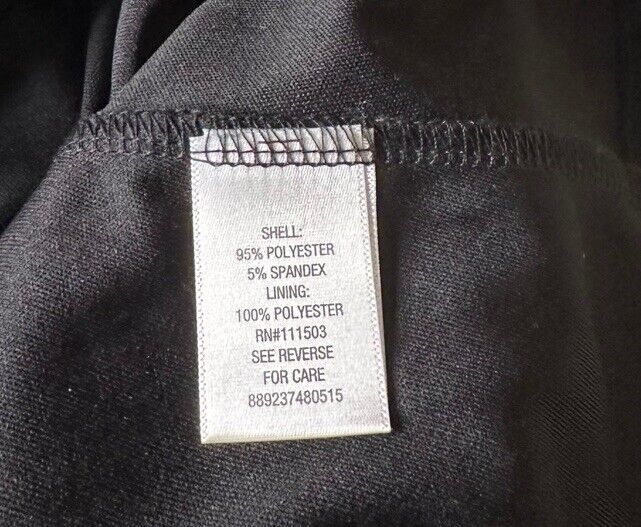 SHELL:
95% POLYESTER
5% SPANDEX
LINING:
100% POLYESTER
RN#111503
SEE REVERSE
FOR CARE
889237480515